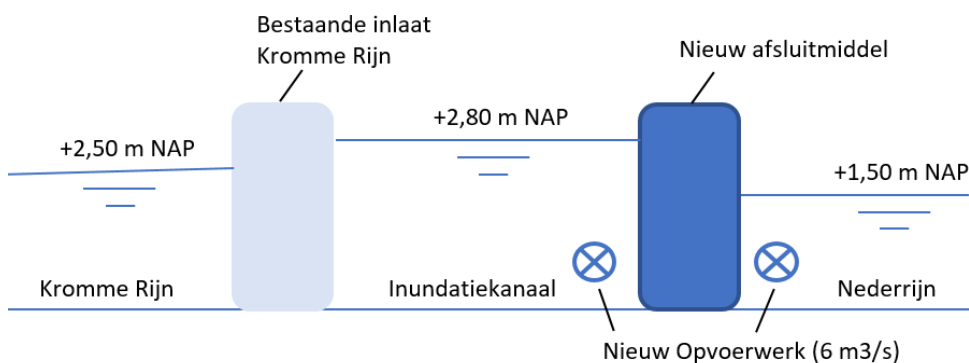 Bestaande inlaat
Kromme Rijn
Nieuw afsluitmiddel
+2,50 m NAP
+2,80 m NAP
+1,50 m NAP
Kromme Rijn
Inundatiekanaal
Nederrijn
Nieuw Opvoerwerk (6 m3/s)